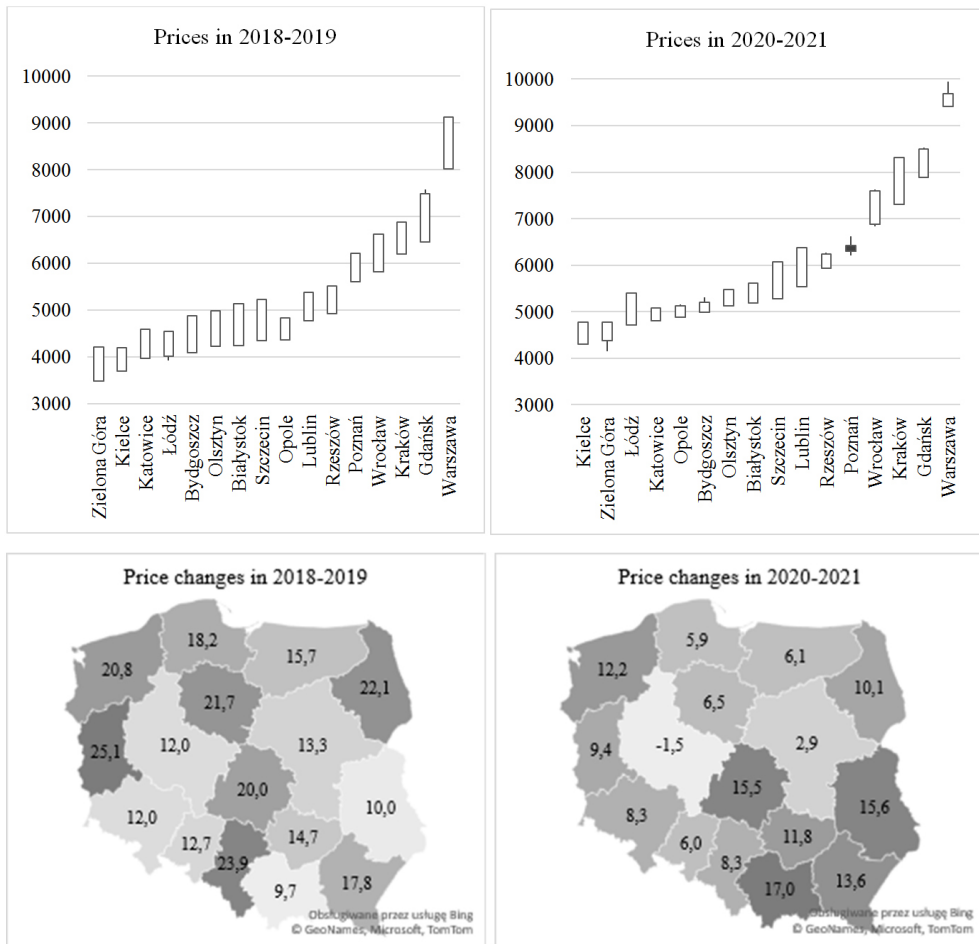 Prices in 2018-2019
10000
9000
8000
7000
6000
5000
4000
3000
Zielona Góra
Kielce
Katowice
Łódź
Bydgoszcz
Olsztyn
Białystok
Szczecin
Opole
Lublin
Rzeszów
Poznań
Wrocław
Kraków
Gdańsk
Warszawa
Prices in 2020-2021
10000
9000
8000
7000
6000
5000
4000
3000
Kielce
Zielona Góra
Łódź
Katowice
Opole
Bydgoszcz
Olsztyn
Białystok
Szczecin
Lublin
Rzeszów
Poznań
Wrocław
Kraków
Gdańsk
Warszawa
Price changes in 2018-2019
18,2
15,7
20,8
22,1
21,7
25,1
12,0
13,3
20,0
10,0
12,0
12,7
14,7
23,9
17,8
9,7
Obsługiwane przez usługę Bing
© GeoNames, Microsoft, TomTom
Price changes in 2020-2021
5,9
6,1
12,2
10,1
6,5
9,4
-1,5
2,9
15,5
15,6
8,3
11,8
6,0
8,3
13,6
17,0
Obsługiwane przez usługę Bing
© GeoNames, Microsoft, TomTom